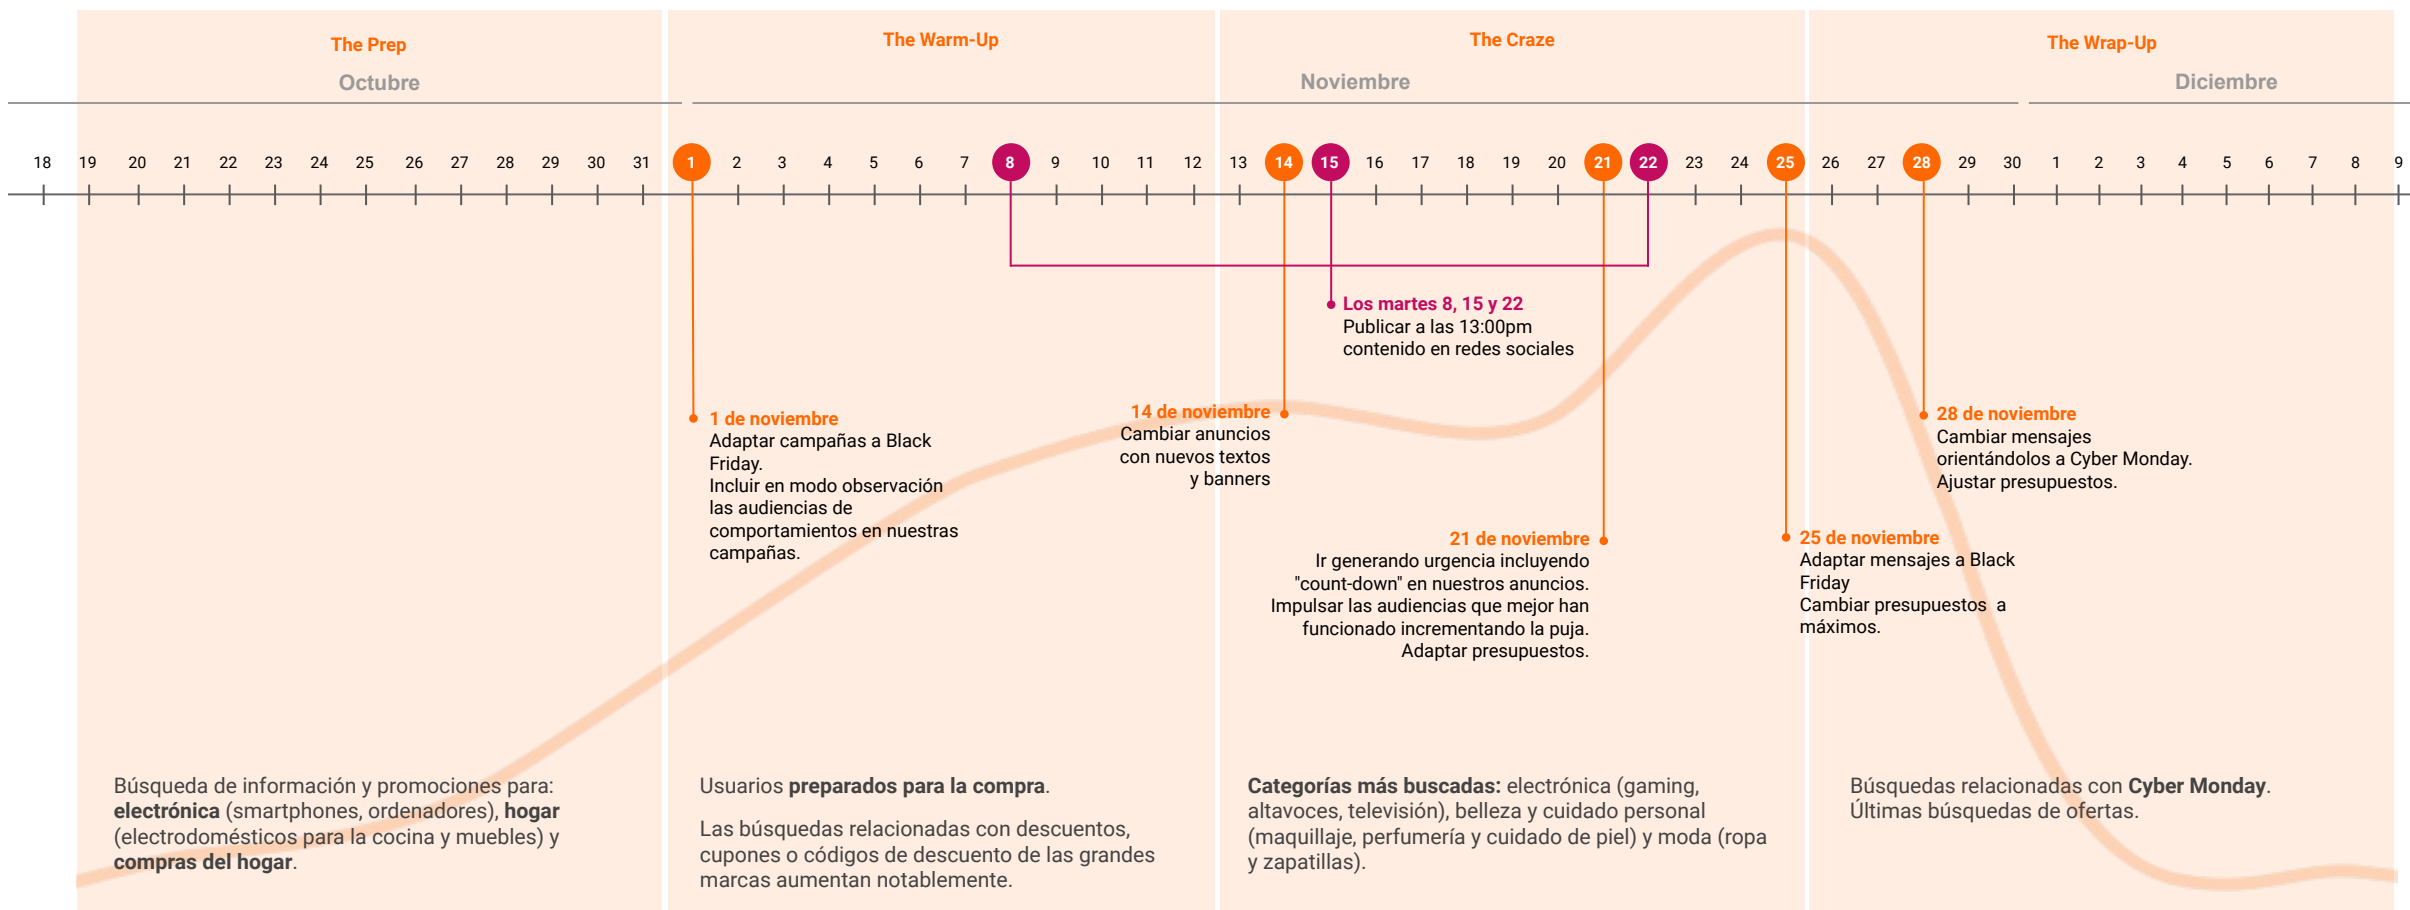 The Prep
The Warm-Up
The Craze
The Wrap-Up
Octubre
Noviembre
Diciembre
18 19 20 21 22 23 24 25 26 27 28 29 30 31 1 2 3 4 5 6 7 8 9 10 11 12 13 14 15 16 17 18 19 20 21 22 23 24 25 26 27 28 29 30 1 2 3 4 5 6 7 8 9
Los martes 8, 15 y 22
Publicar a las 13:00pm
contenido en redes sociales
1 de noviembre
Adaptar campañas a Black
Friday.
Incluir en modo observación
las audiencias de
comportamientos en nuestras
campañas.
14 de noviembre
Cambiar anuncios
con nuevos textos
y banners
21 de noviembre
Ir generando urgencia incluyendo
"count-down" en nuestros anuncios.
Impulsar las audiencias que mejor han
funcionado incrementando la puja.
Adaptar presupuestos.
25 de noviembre
Adaptar mensajes a Black
Friday
Cambiar presupuestos a
máximos.
28 de noviembre
Cambiar mensajes
orientándolos a Cyber Monday.
Ajustar presupuestos.
Búsqueda de información y promociones para:
electrónica (smartphones, ordenadores), hogar
(electrodomésticos para la cocina y muebles) y
compras del hogar.
Usuarios preparados para la compra.
Las búsquedas relacionadas con descuentos,
cupones o códigos de descuento de las grandes
marcas aumentan notablemente.
Categorías más buscadas: electrónica (gaming,
altavoces, televisión), belleza y cuidado personal
(maquillaje, perfumería y cuidado de piel) y moda (ropa
y zapatillas).
Búsquedas relacionadas con Cyber Monday.
Últimas búsquedas de ofertas.